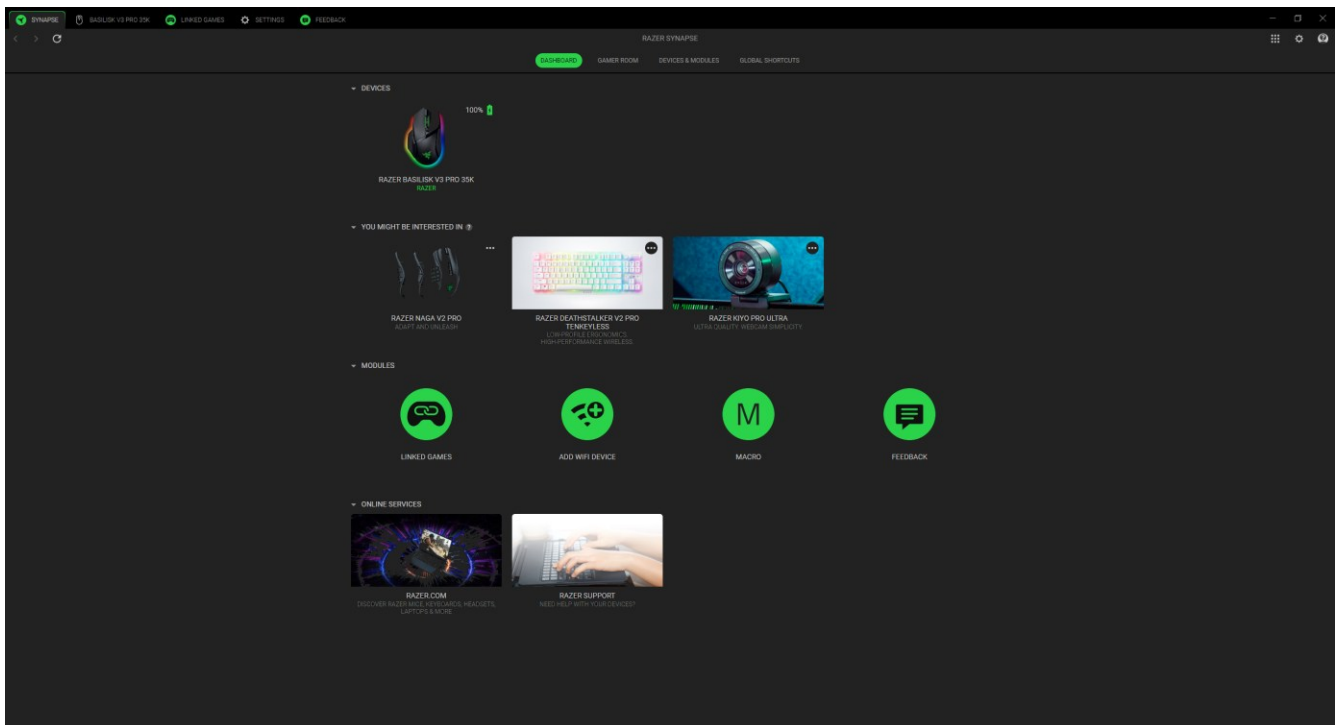 SYNAPSE
BASILISK V3 PRO 35K
LINKED GAMES
SETTINGS
FEEDBACK
RAZER SYNAPSE
DASHBOARD
GAMER ROOM
DEVICES & MODULES
GLOBAL SHORTCUTS
DEVICES
100%
RAZER BASILISK V3 PRO 35K
RAZER
YOU MIGHT BE INTERESTED IN
RAZER NAGA V2 PRO
ADAPT AND UNLEASH
RAZER DEATHSTALKER V2 PRO
TENKEYLESS
LOW-PROFILE ERGONOMICS.
HIGH-PERFORMANCE WIRELESS
RAZER KIYO PRO ULTRA
ULTRA QUALITY. WEBCAM SIMPLICITY
MODULES
M
LINKED GAMES
ADD WIFI DEVICE
MACRO
FEEDBACK
ONLINE SERVICES
RAZER.COM
DISCOVER RAZER MICE, KEYBOARDS, HEADSETS,
LAPTOPS & MORE
RAZER SUPPORT
NEED HELP WITH YOUR DEVICES?